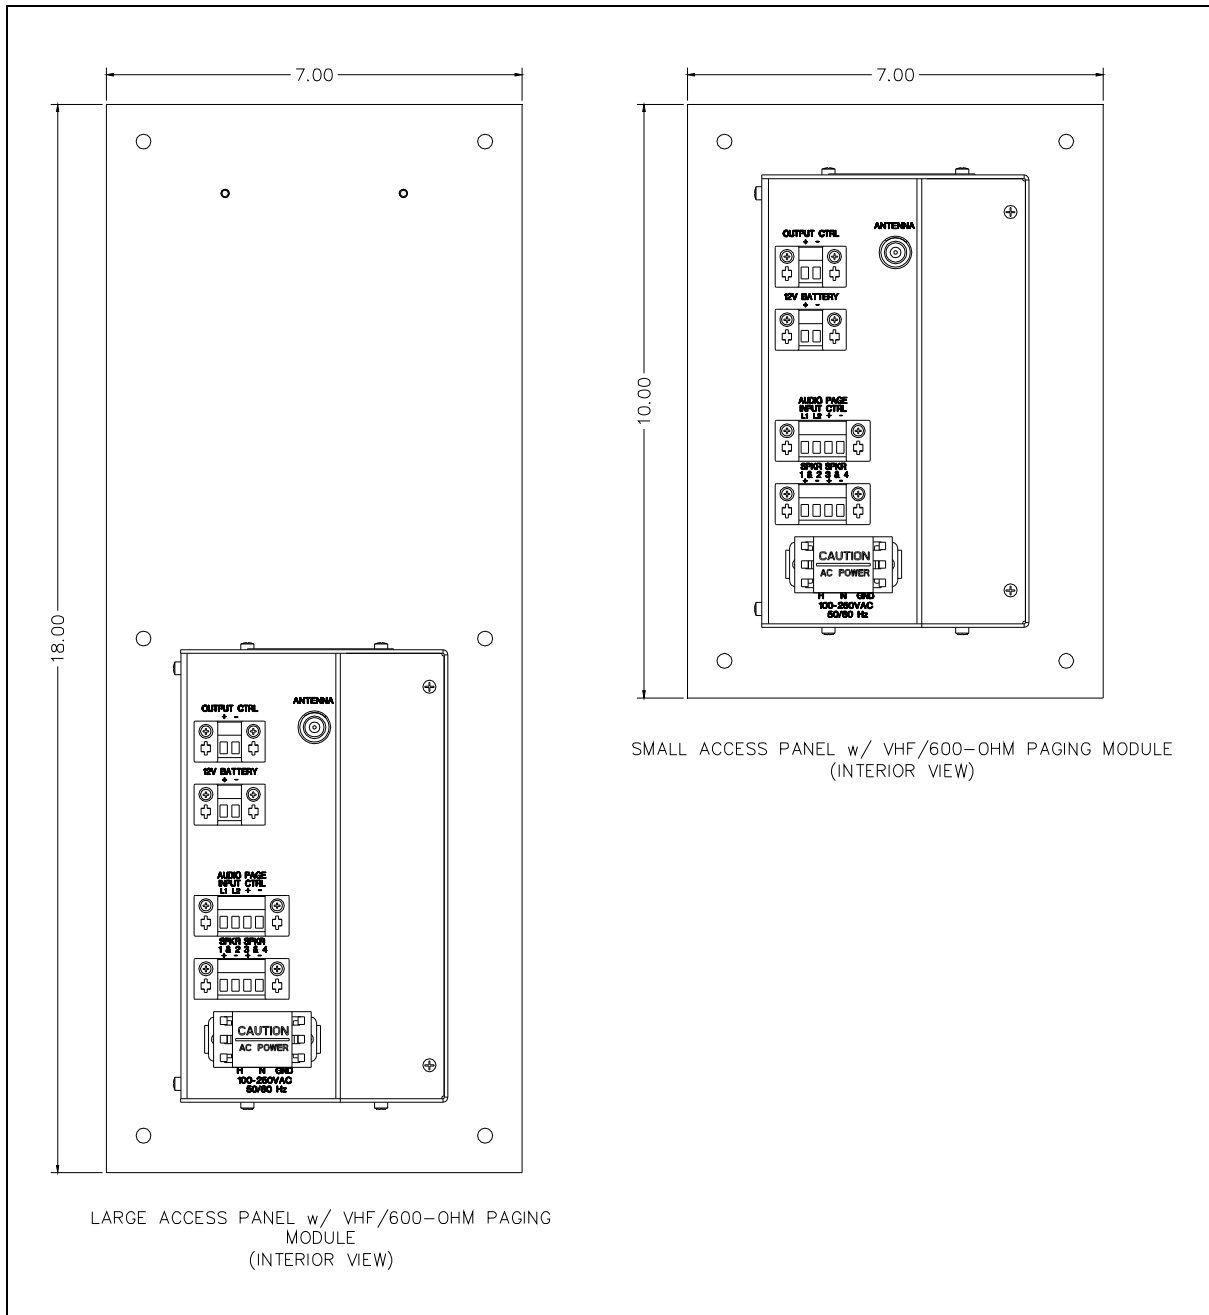 7.00
18.00
OUTPUT CTRL
+ -
ANTENNA
12V BATTERY
+ -
AUDIO PAGE
INPUT CTRL
L1 L2 + -
SPKR SPKR
1 & 2 3 & 4
+ - + -
CAUTION
AC POWER
H N GND
100-260VAC
50/60 Hz
LARGE ACCESS PANEL w/ VHF/600-OHM PAGING
MODULE
(INTERIOR VIEW)
7.00
10.00
ANTENNA
OUTPUT CTRL
+ -
12V BATTERY
+ -
AUDIO PAGE
INPUT CTRL
L1 L2 + -
SPKR SPKR
1 & 2 3 & 4
+ - + -
CAUTION
AC POWER
H N GND
100-260VAC
50/60 Hz
SMALL ACCESS PANEL w/ VHF/600-OHM PAGING MODULE
(INTERIOR VIEW)